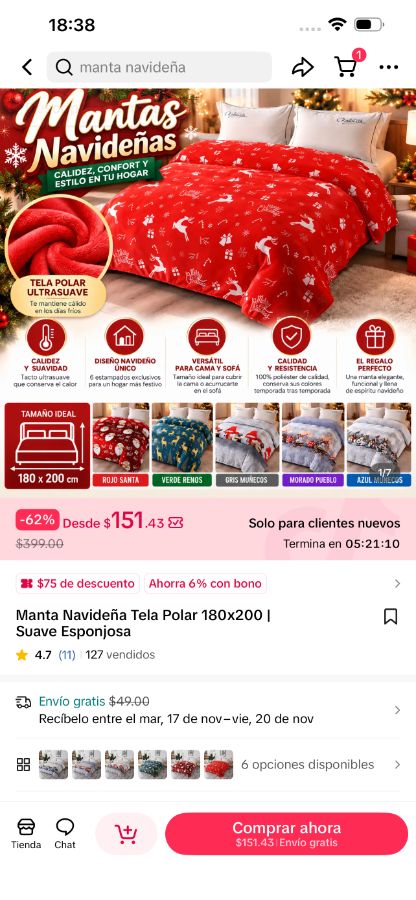 18:38
manta navideña
1
Mantas
Navideñas
CALIDEZ, CONFORT Y
ESTILO EN TU HOGAR
TELA POLAR
ULTRASUAVE
Te mantiene cálido
en los días fríos
CALIDEZ
Y SUAVIDAD
Tacto ultrasuave
que conserva el calor
DISEÑO NAVIDEÑO
ÚNICO
6 estampados exclusivos
para un hogar más festivo
VERSÁTIL
PARA CAMA Y SOFÁ
Tamaño ideal para cubrir
la cama o acurrucarte
en el sofá
CALIDAD
Y RESISTENCIA
100% poliéster de calidad,
conserva sus colores
temporada tras temporada
EL REGALO
PERFECTO
Una manta elegante,
funcional y llena
de espíritu navideño
TAMAÑO IDEAL
180 x 200 cm
ROJO SANTA
VERDE RENOS
GRIS MUÑECOS
MORADO PUEBLO
AZUL MUÑECOS
1/7
-62% Desde $151.43
$399.00
Solo para clientes nuevos
Termina en 05:21:10
$75 de descuento
Ahorra 6% con bono
Manta Navideña Tela Polar 180x200 |
Suave Esponjosa
4.7 (11) 127 vendidos
Envío gratis $49.00
Recíbelo entre el mar, 17 de nov–vie, 20 de nov
6 opciones disponibles
Tienda
Chat
Comprar ahora
$151.43 | Envío gratis